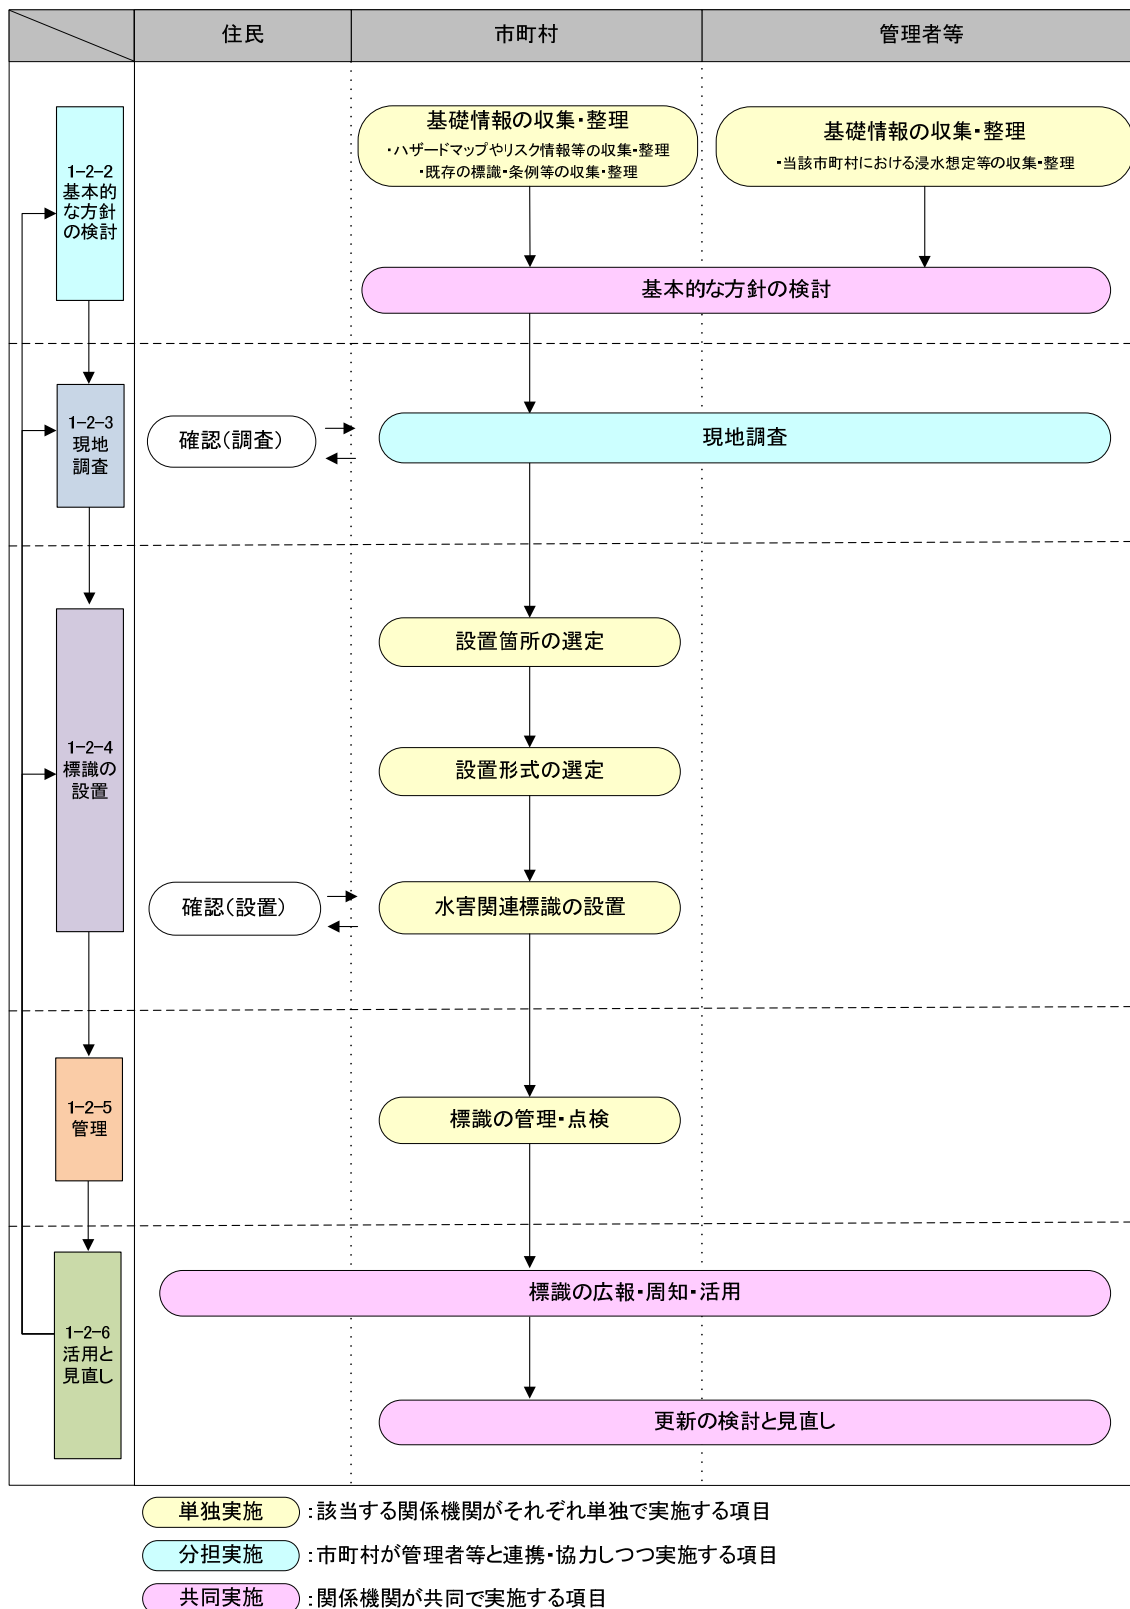 住民
市町村
管理者等
1-2-2
基本的
な方針
の検討
基礎情報の収集・整理
・ハザードマップやリスク情報等の収集・整理
・既存の標識・条例等の収集・整理
基礎情報の収集・整理
・当該市町村における浸水想定等の収集・整理
基本的な方針の検討
1-2-3
現地
調査
確認(調査)
現地調査
1-2-4
標識の
設置
設置箇所の選定
設置形式の選定
確認(設置)
水害関連標識の設置
1-2-5
管理
標識の管理・点検
1-2-6
活用と
見直し
標識の広報・周知・活用
更新の検討と見直し
単独実施 :該当する関係機関がそれぞれ単独で実施する項目
分担実施 :市町村が管理者等と連携・協力しつつ実施する項目
共同実施 :関係機関が共同で実施する項目